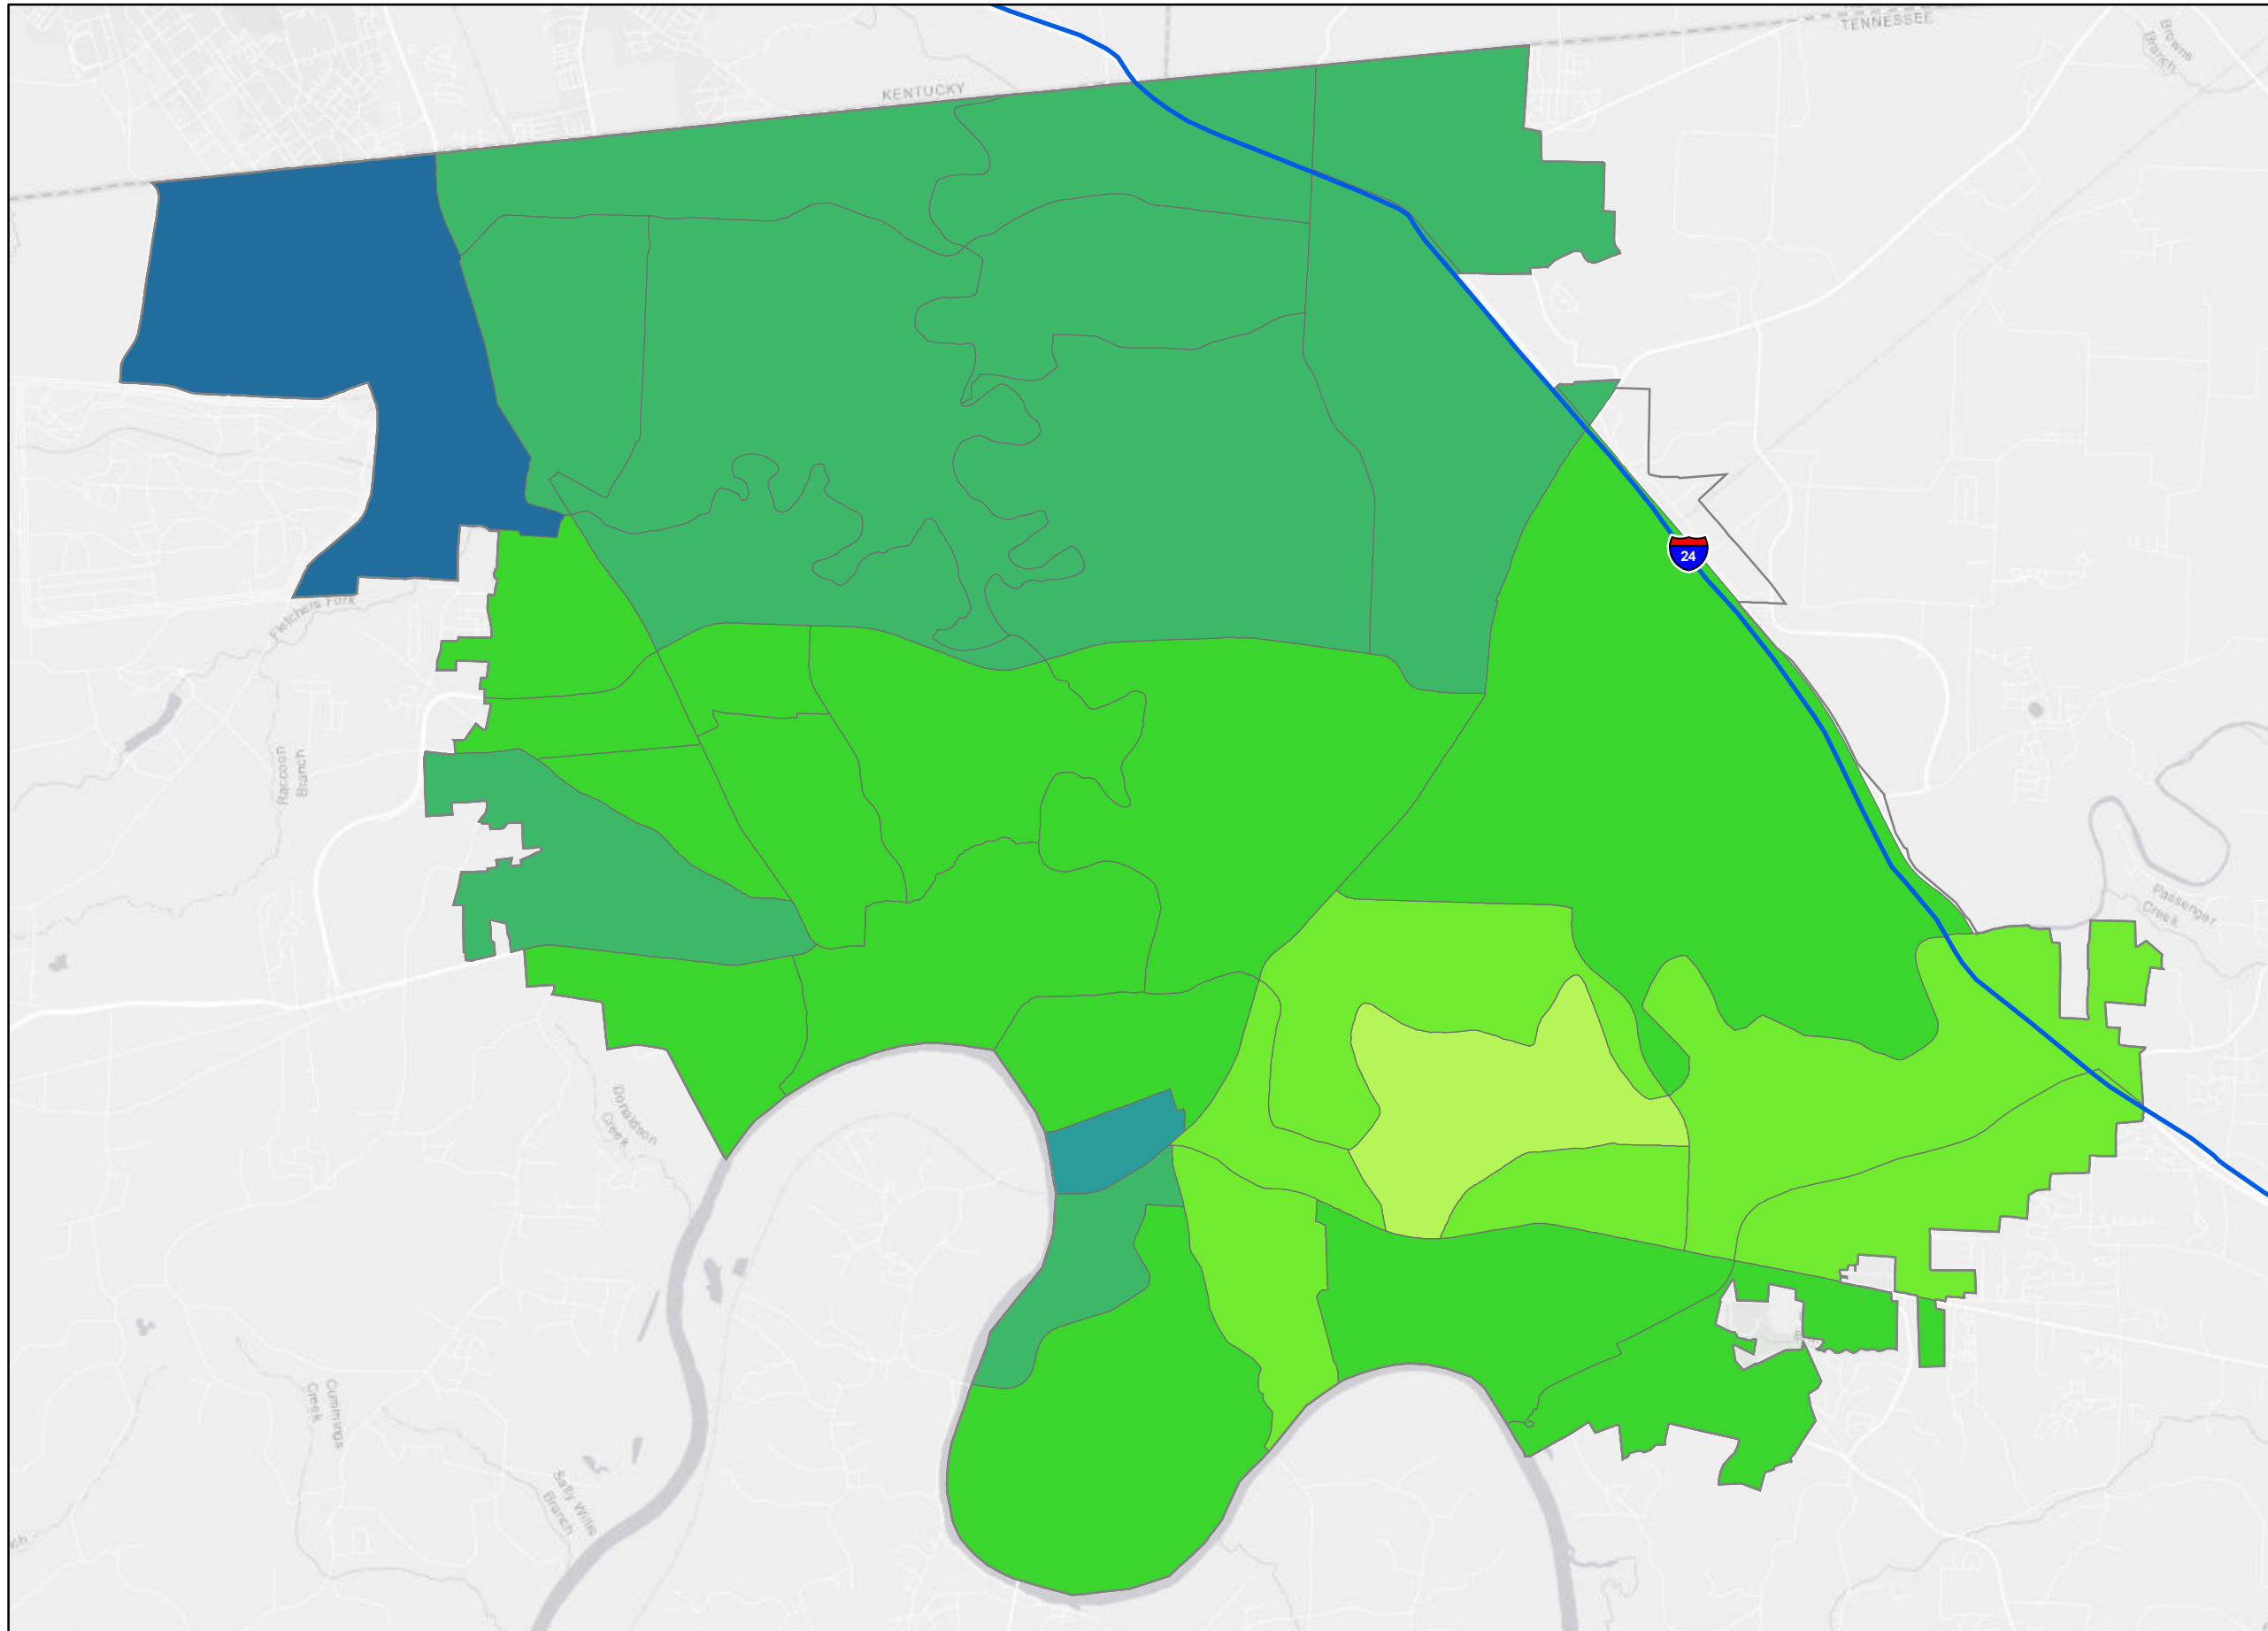 TENNESSEE
Browns
Branch
KENTUCKY
24
Fletchers Fork
Raccoon
Branch
Passenger
Creek
Donaldson
Creek
Cummings
Creek
Sally Willis
Branch